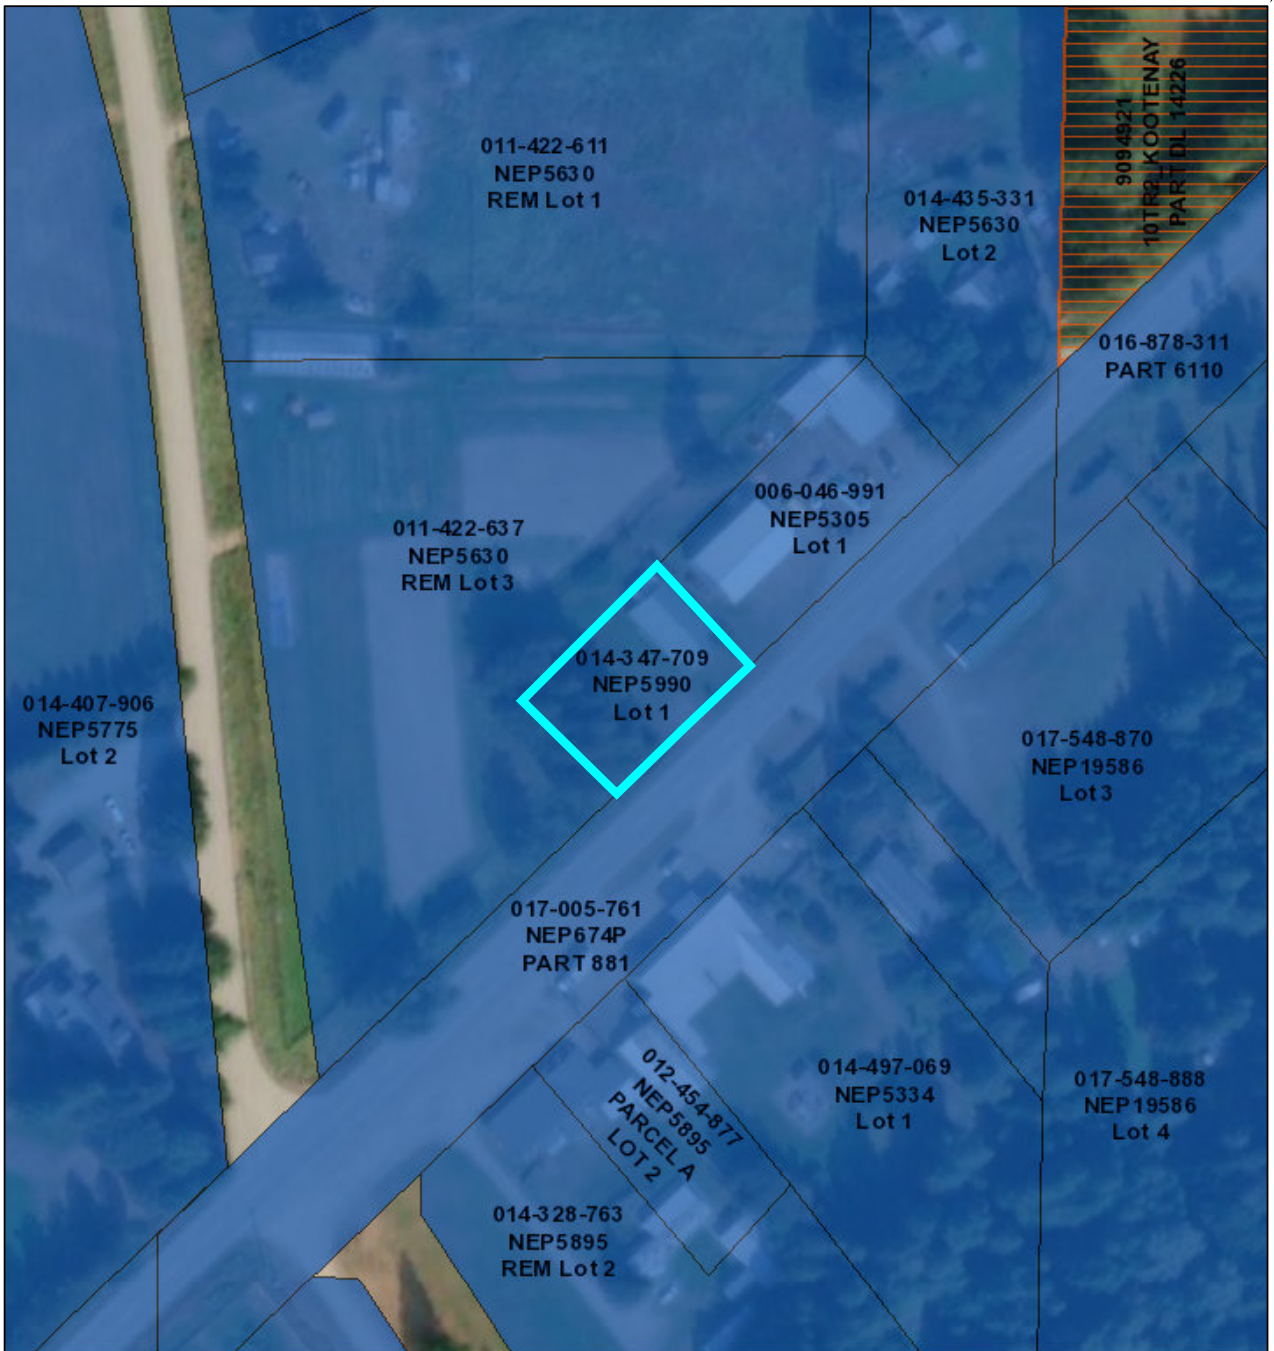 011-422-611
NEP5630
REM Lot 1
014-435-331
NEP5630
Lot 2
9094921
10TR2_KOOTENAY
PART DL 14226
016-878-311
PART 6110
006-046-991
NEP5305
Lot 1
011-422-637
NEP5630
REM Lot 3
014-347-709
NEP5990
Lot 1
014-407-906
NEP5775
Lot 2
017-548-870
NEP19586
Lot 3
017-005-761
NEP674P
PART 881
012-454-877
NEP5895
PARCEL A
LOT 2
014-497-069
NEP5334
Lot 1
017-548-888
NEP19586
Lot 4
014-328-763
NEP5895
REM Lot 2